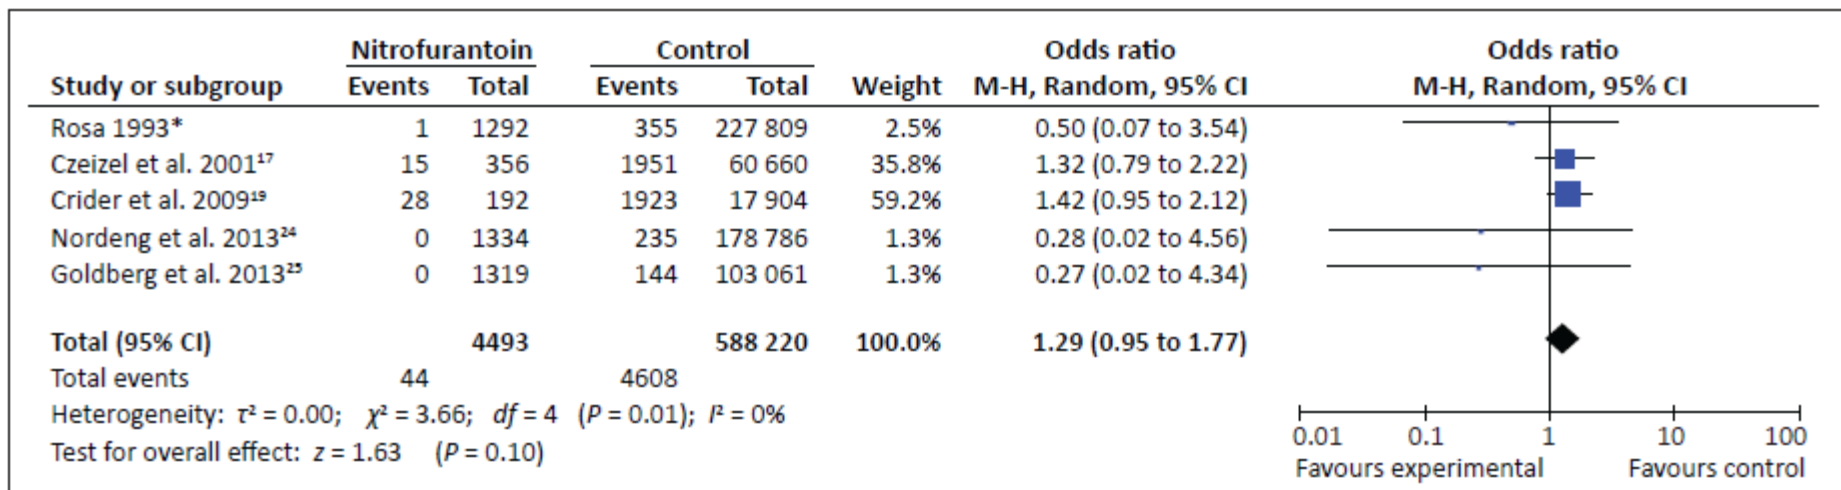 Nitrofurantoin Control Odds ratio Odds ratio
Study or subgroup Events Total Events Total Weight M-H, Random, 95% CI M-H, Random, 95% CI
Rosa 1993* 1 1292 355 227 809 2.5% 0.50 (0.07 to 3.54)
Czeizel et al. 2001¹⁷ 15 356 1951 60 660 35.8% 1.32 (0.79 to 2.22)
Crider et al. 2009¹⁹ 28 192 1923 17 904 59.2% 1.42 (0.95 to 2.12)
Nordeng et al. 2013²⁴ 0 1334 235 178 786 1.3% 0.28 (0.02 to 4.56)
Goldberg et al. 2013²⁵ 0 1319 144 103 061 1.3% 0.27 (0.02 to 4.34)
Total (95% CI) 4493 588 220 100.0% 1.29 (0.95 to 1.77)
Total events 44 4608
Heterogeneity: τ² = 0.00; χ² = 3.66; df = 4 (P = 0.01); I² = 0%
Test for overall effect: z = 1.63 (P = 0.10)
0.01 0.1 1 10 100
Favours experimental Favours control